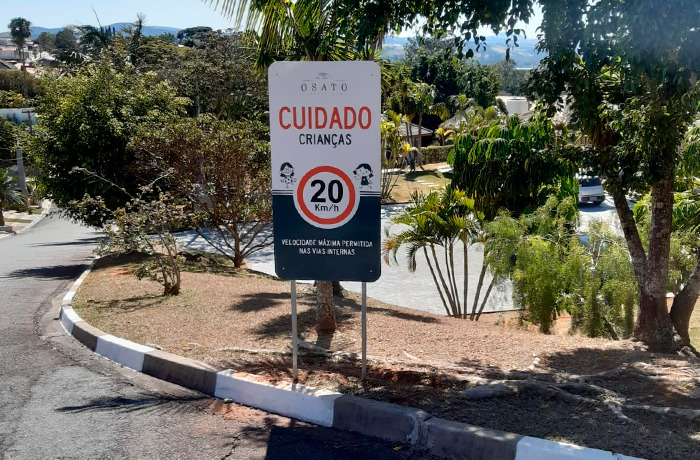 OSATO
CUIDADO
CRIANÇAS
20
Km/h
VELOCIDADE MÁXIMA PERMITIDA
NAS VIAS INTERNAS